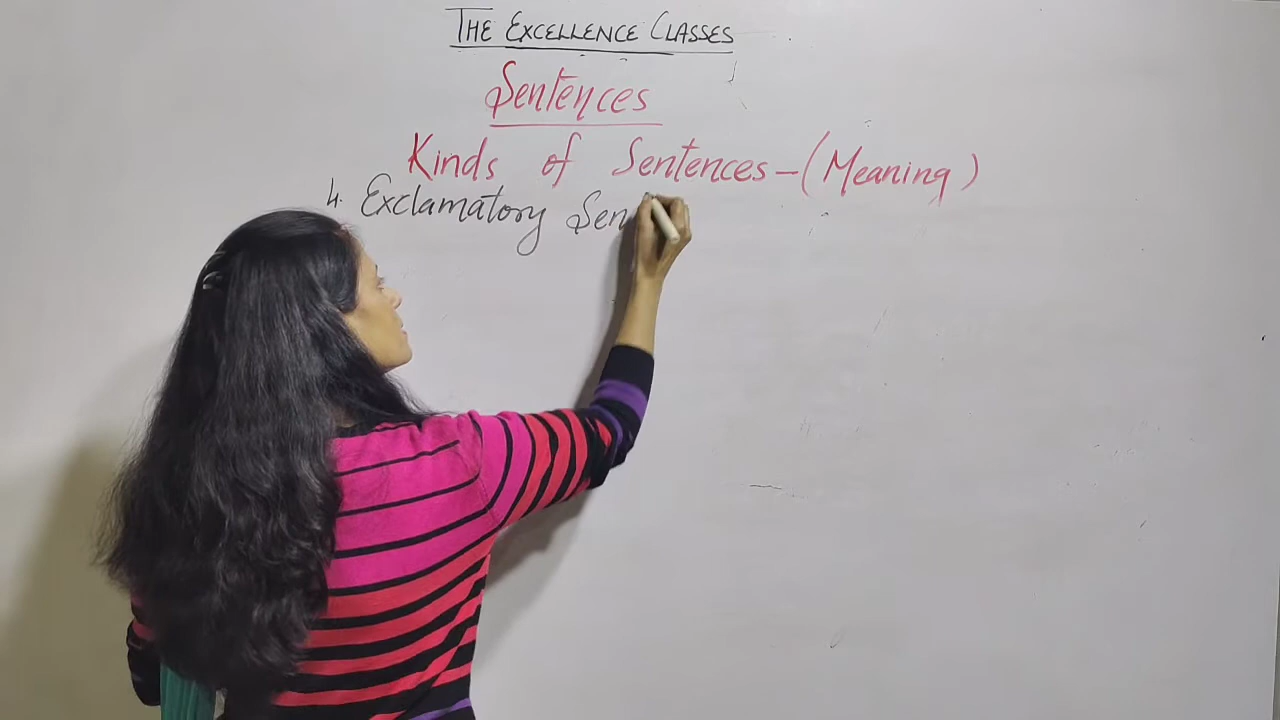 THE EXCELLENCE CLASSES
Sentences
Kinds of Sentences - (Meaning)
4. Exclamatory Sen